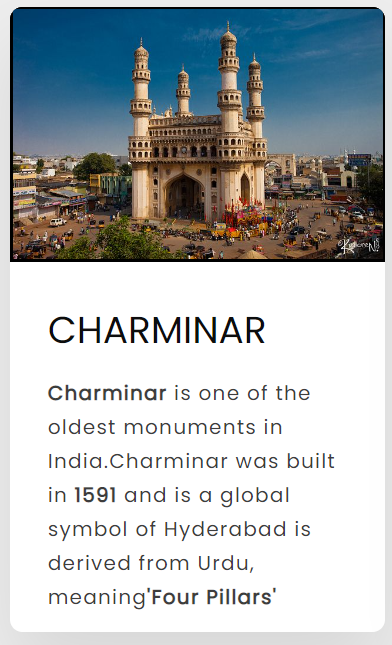 CHARMINAR
Charminar is one of the
oldest monuments in
India.Charminar was built
in 1591 and is a global
symbol of Hyderabad is
derived from Urdu,
meaning'Four Pillars'